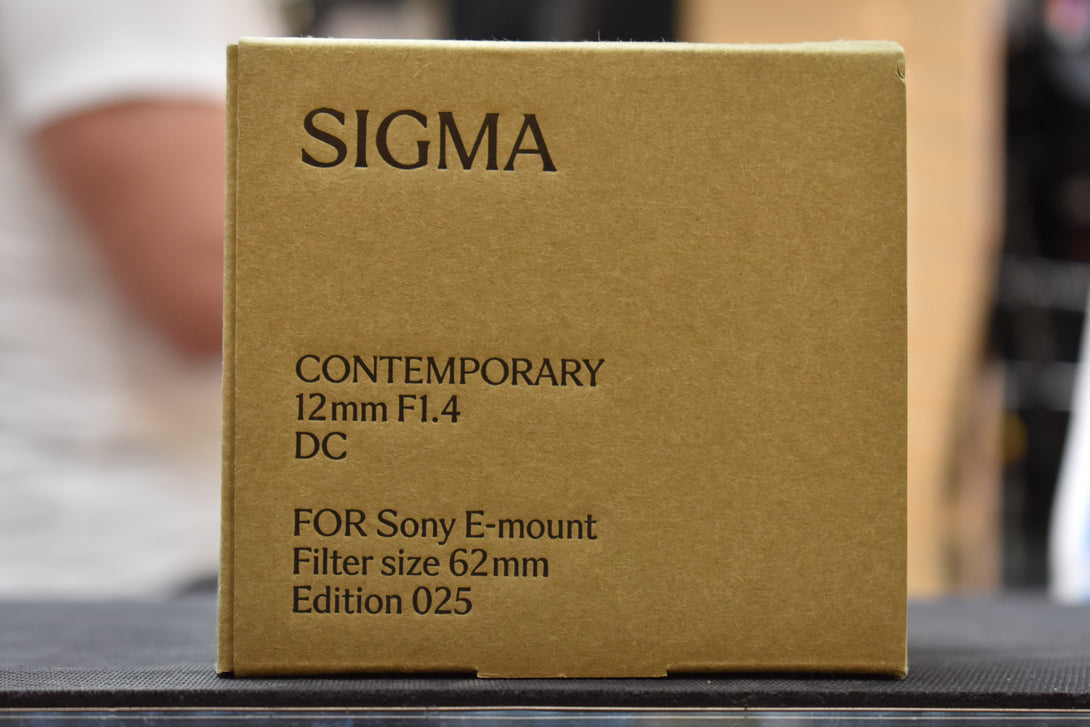 SIGMA
CONTEMPORARY
12mm F1.4
DC
FOR Sony E-mount
Filter size 62mm
Edition 025